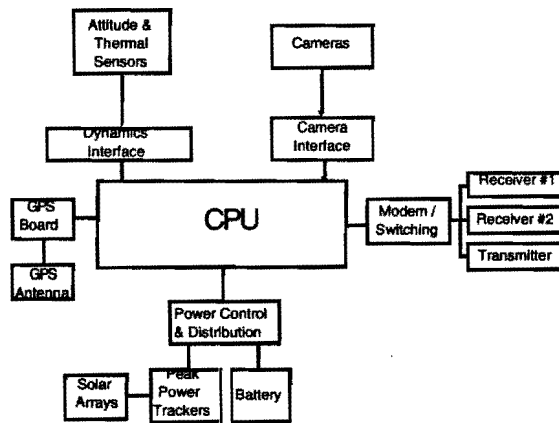 Attitude &
Thermal
Sensors
Cameras
Dynamics
Interface
Camera
Interface
CPU
GPS
Board
GPS
Antenna
Modem /
Switching
Receiver #1
Receiver #2
Transmitter
Power Control
& Distribution
Solar
Arrays
Peak
Power
Trackers
Battery